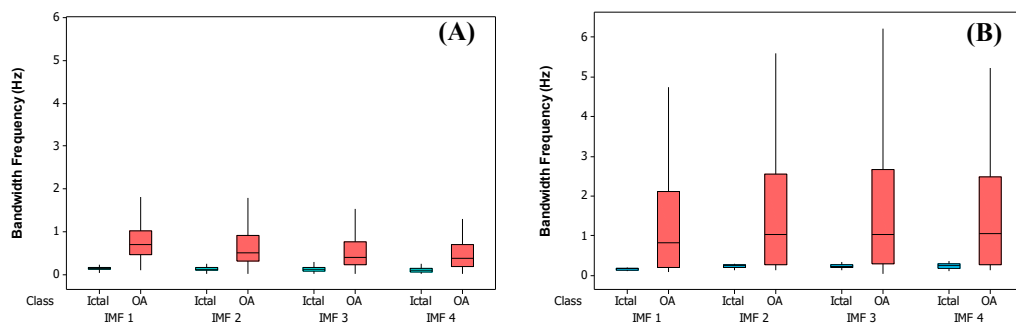 (A)
Bandwidth Frequency (Hz)
6
5
4
3
2
1
0
Class Ictal OA Ictal OA Ictal OA Ictal OA
IMF 1 IMF 2 IMF 3 IMF 4
(B)
Bandwidth Frequency (Hz)
6
5
4
3
2
1
0
Class Ictal OA Ictal OA Ictal OA Ictal OA
IMF 1 IMF 2 IMF 3 IMF 4